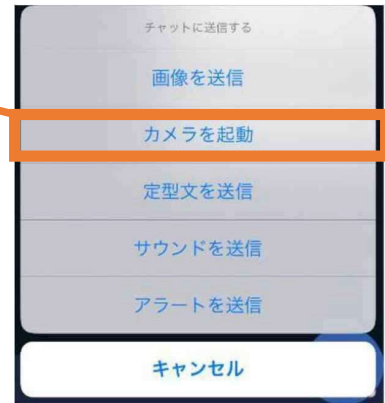 チャットに送信する
画像を送信
カメラを起動
定型文を送信
サウンドを送信
アラートを送信
キャンセル